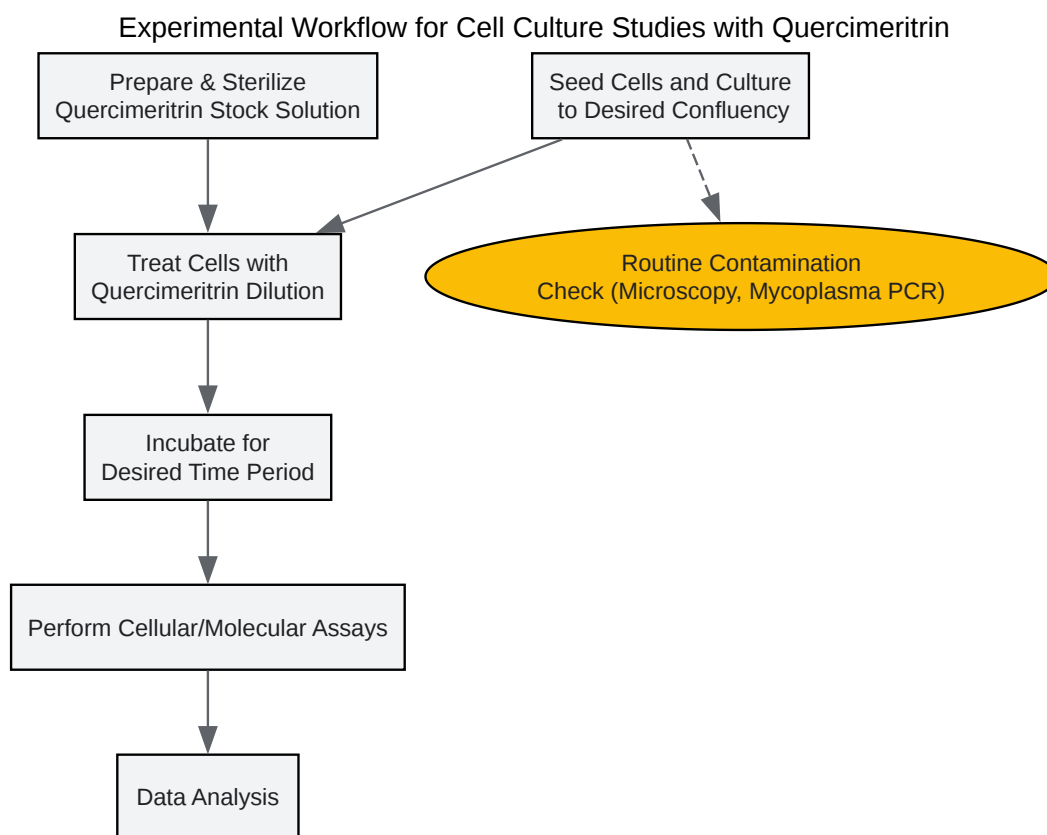 Experimental Workflow for Cell Culture Studies with Quercimeritrin
Prepare & Sterilize
Quercimeritrin Stock Solution
Seed Cells and Culture
to Desired Confluency
Treat Cells with
Quercimeritrin Dilution
Routine Contamination
Check (Microscopy, Mycoplasma PCR)
Incubate for
Desired Time Period
Perform Cellular/Molecular Assays
Data Analysis